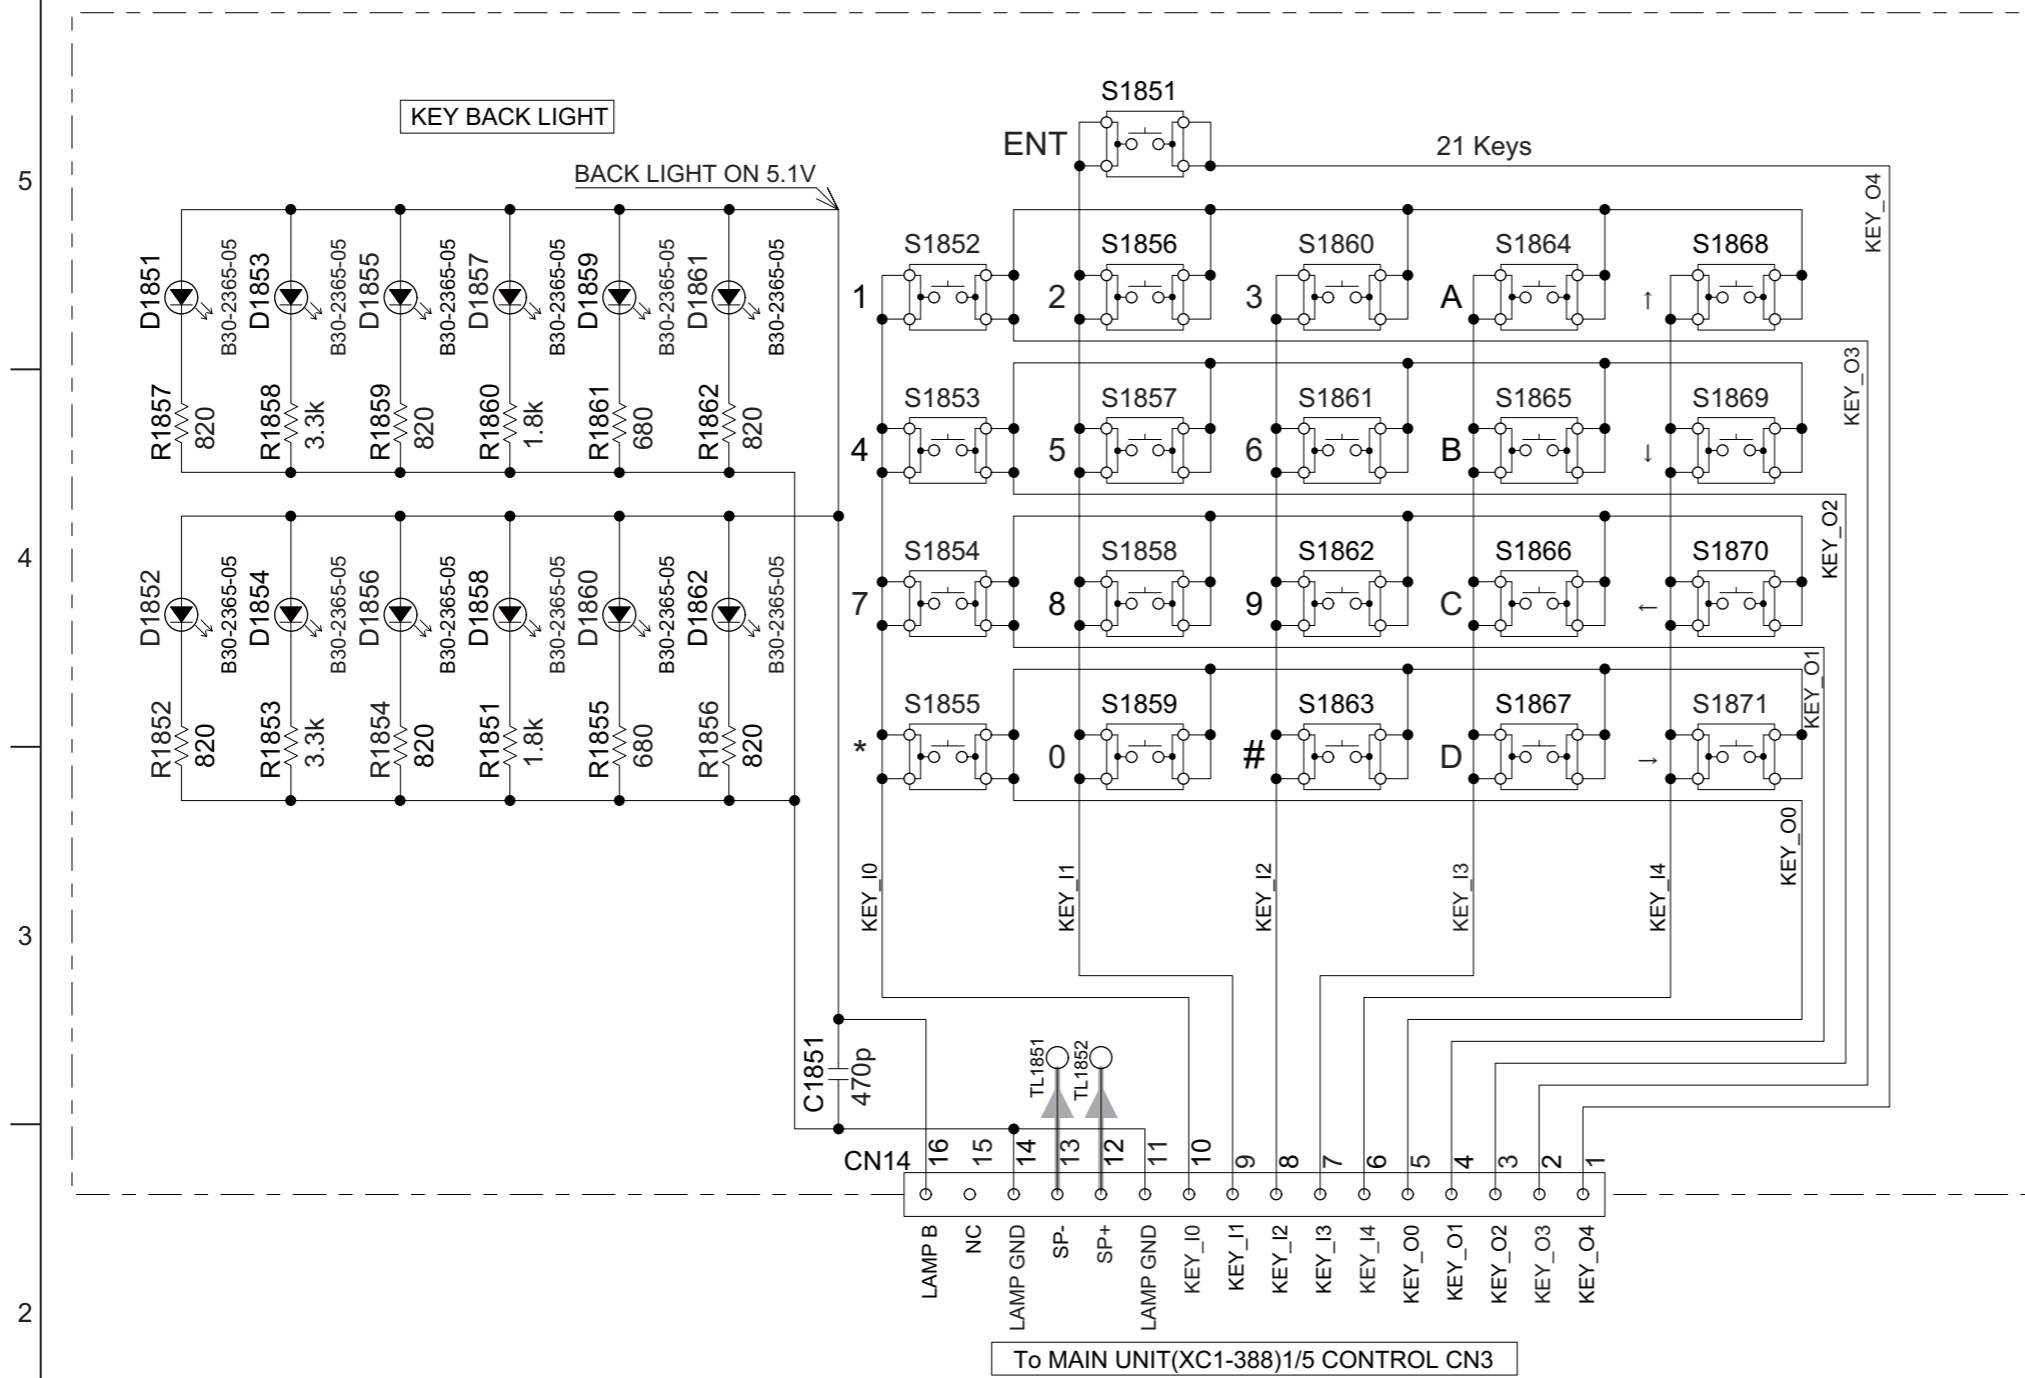 S1851
KEY BACK LIGHT
ENT
21 Keys
BACK LIGHT ON 5.1V
5
KEY_O4
D1851
B30-2365-05
D1853
B30-2365-05
D1855
B30-2365-05
D1857
B30-2365-05
D1859
B30-2365-05
D1861
B30-2365-05
S1852
S1856
S1860
S1864
S1868
1
2
3
A
↑
KEY_O3
R1857
820
R1858
3.3k
R1859
820
R1860
1.8k
R1861
680
R1862
820
S1853
S1857
S1861
S1865
S1869
4
5
6
B
↓
KEY_O2
4
D1852
B30-2365-05
D1854
B30-2365-05
D1856
B30-2365-05
D1858
B30-2365-05
D1860
B30-2365-05
D1862
B30-2365-05
S1854
S1858
S1862
S1866
S1870
7
8
9
C
←
KEY_O1
R1852
820
R1853
3.3k
R1854
820
R1851
1.8k
R1855
680
R1856
820
S1855
S1859
S1863
S1867
S1871
*
0
#
D
→
KEY_O0
3
KEY_I0
KEY_I1
KEY_I2
KEY_I3
KEY_I4
C1851
470p
TL1851
TL1852
CN14
16
15
14
13
12
11
10
9
8
7
6
5
4
3
2
1
LAMP B
NC
LAMP GND
SP-
SP+
LAMP GND
KEY_I0
KEY_I1
KEY_I2
KEY_I3
KEY_I4
KEY_O0
KEY_O1
KEY_O2
KEY_O3
KEY_O4
2
To MAIN UNIT(XC1-388)1/5 CONTROL CN3